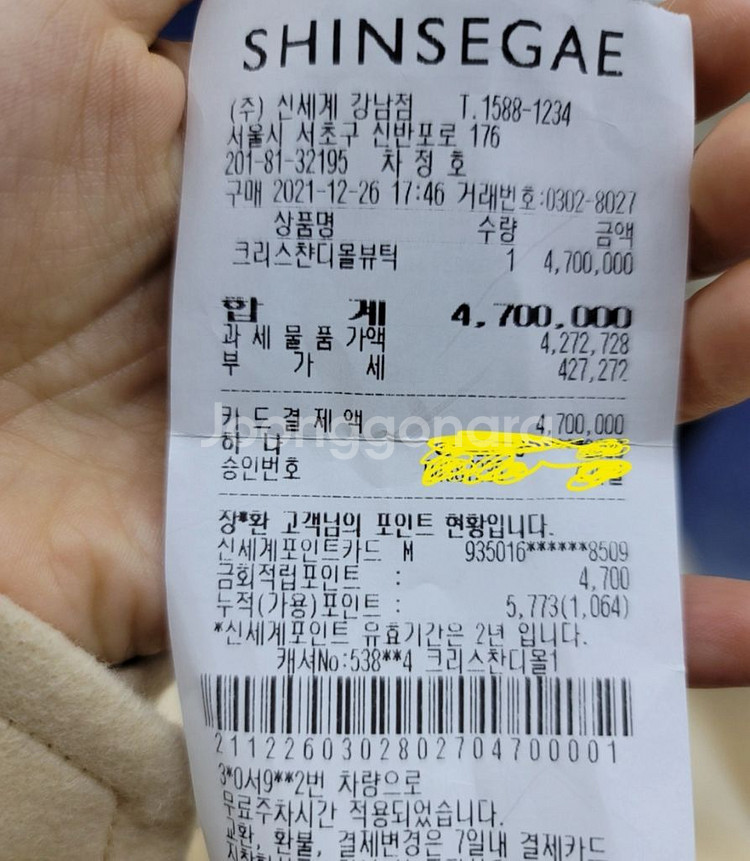 SHINSEGAE
(주) 신세계 강남점 T.1588-1234
서울시 서초구 신반포로 176
201-81-32195 차 정 호
구매 2021-12-26 17:46 거래번호:0302-8027
상품명 수량 금액
크리스챤디올뷰틱 1 4,700,000
합 계 4,700,000
과 세 물 품 가액 4,272,728
부 가 세 427,272
카 드 결 제 액 4,700,000
Joonggonara
하 나
승인번호
장*환 고객님의 포인트 현황입니다.
신세계포인트카드 M 935016******8509
금회적립포인트 : 4,700
누적(가용)포인트 : 5,773(1,064)
*신세계포인트 유효기간은 2년 입니다.
캐셔No:538**4 크리스챤디올1
2112260302802704700001
3*0서9**2번 차량으로
무료주차시간 적용되었습니다.
교환, 환불, 결제변경은 7일내 결제카드